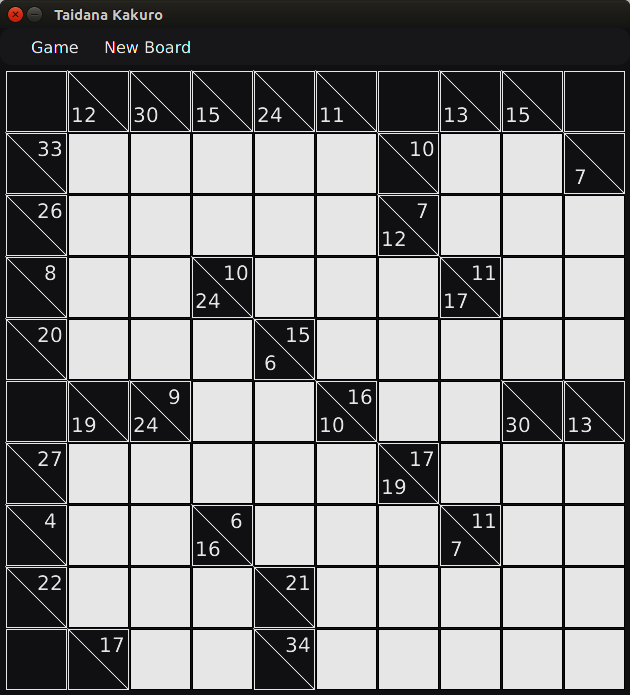 Taidana Kakuro
Game New Board
12 30 15 24 11 13 15
33 10 7
26 7 12
8 10 24 11 17
20 15 6
19 9 24 16 10 30 13
27 17 19
4 6 16 11 7
22 21
17 34